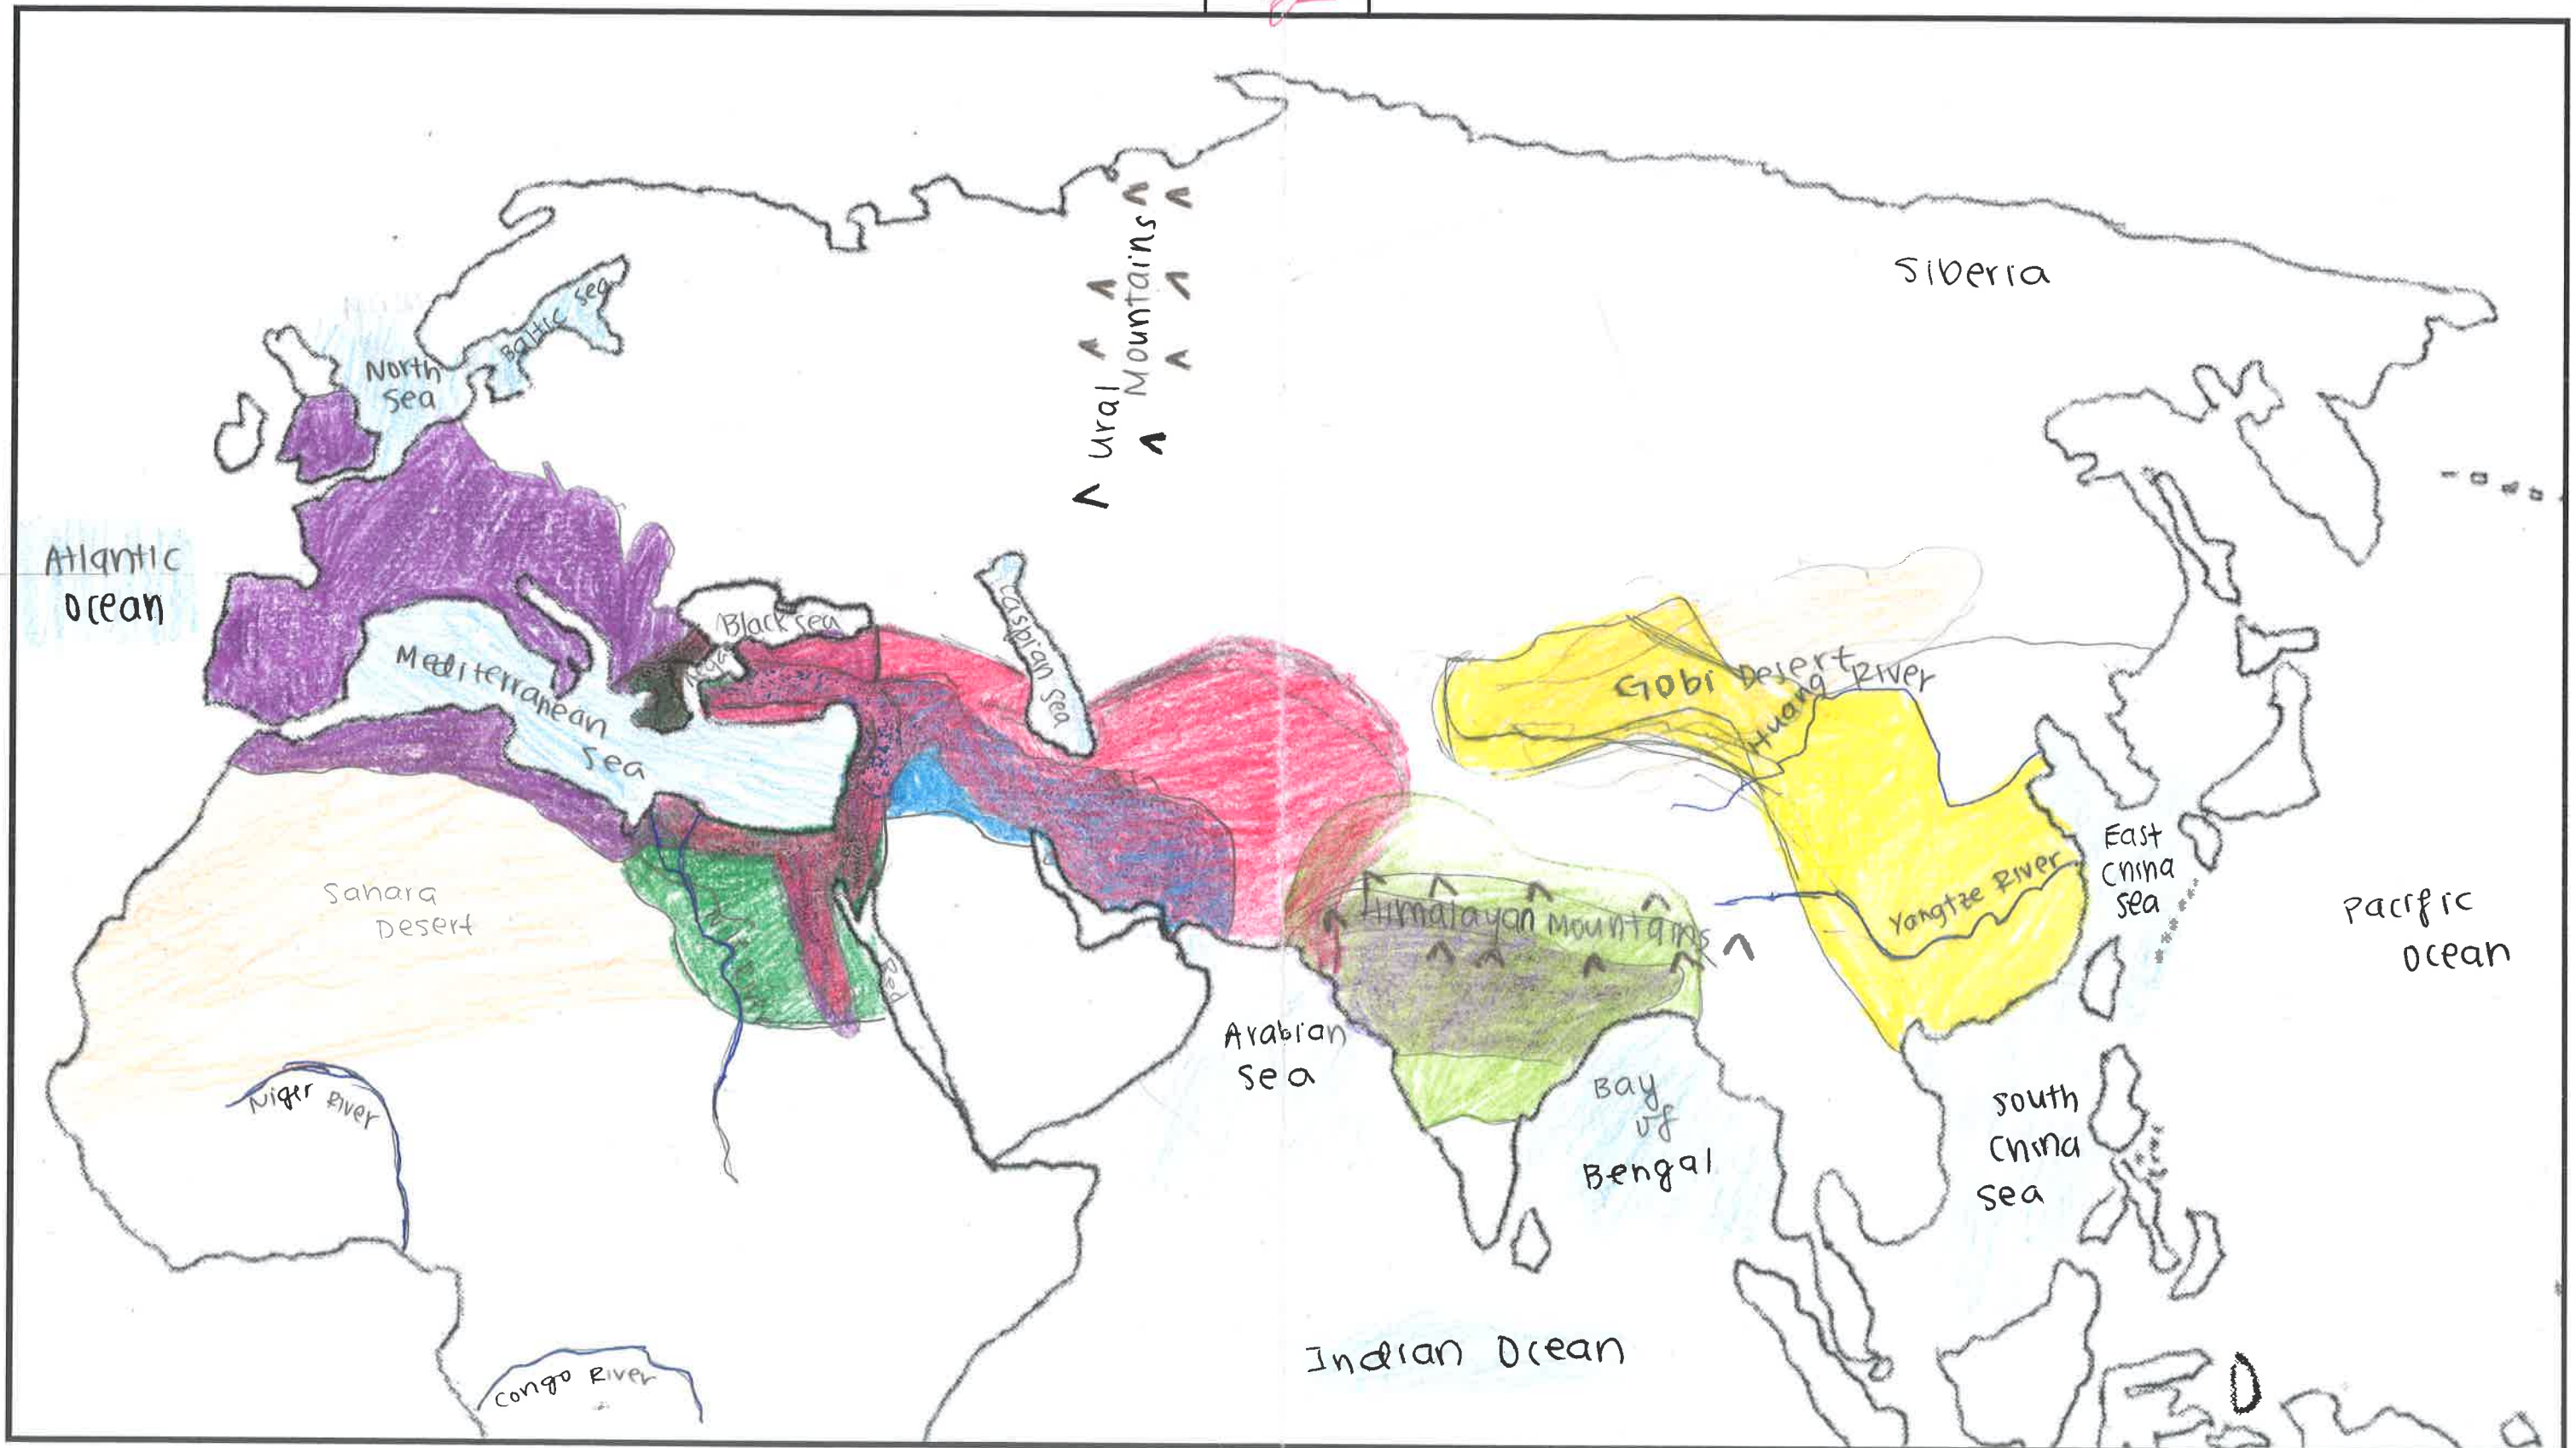 Siberia
Ural
Mountains
Baltic Sea
North
Sea
Atlantic
Ocean
Black Sea
Caspian Sea
Mediterranean
Sea
Gobi Desert
Huang River
Sahara
Desert
Himalayan Mountains
Yangtze River
East
China
Sea
Pacific
Ocean
Red
Arabian
Sea
Niger River
Bay
of
Bengal
South
China
Sea
Indian Ocean
Congo River